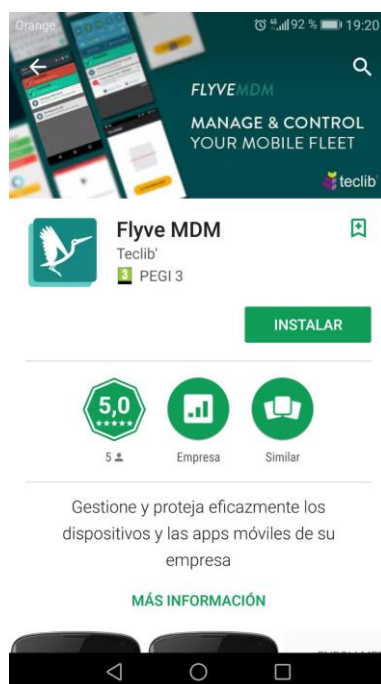 Orange
92 % 19:20
FLYVEMDM
MANAGE & CONTROL
YOUR MOBILE FLEET
teclib'
Flyve MDM
Teclib'
3 PEGI 3
INSTALAR
5,0
5
Empresa
Similar
Gestione y proteja eficazmente los
dispositivos y las apps móviles de su
empresa
MÁS INFORMACIÓN